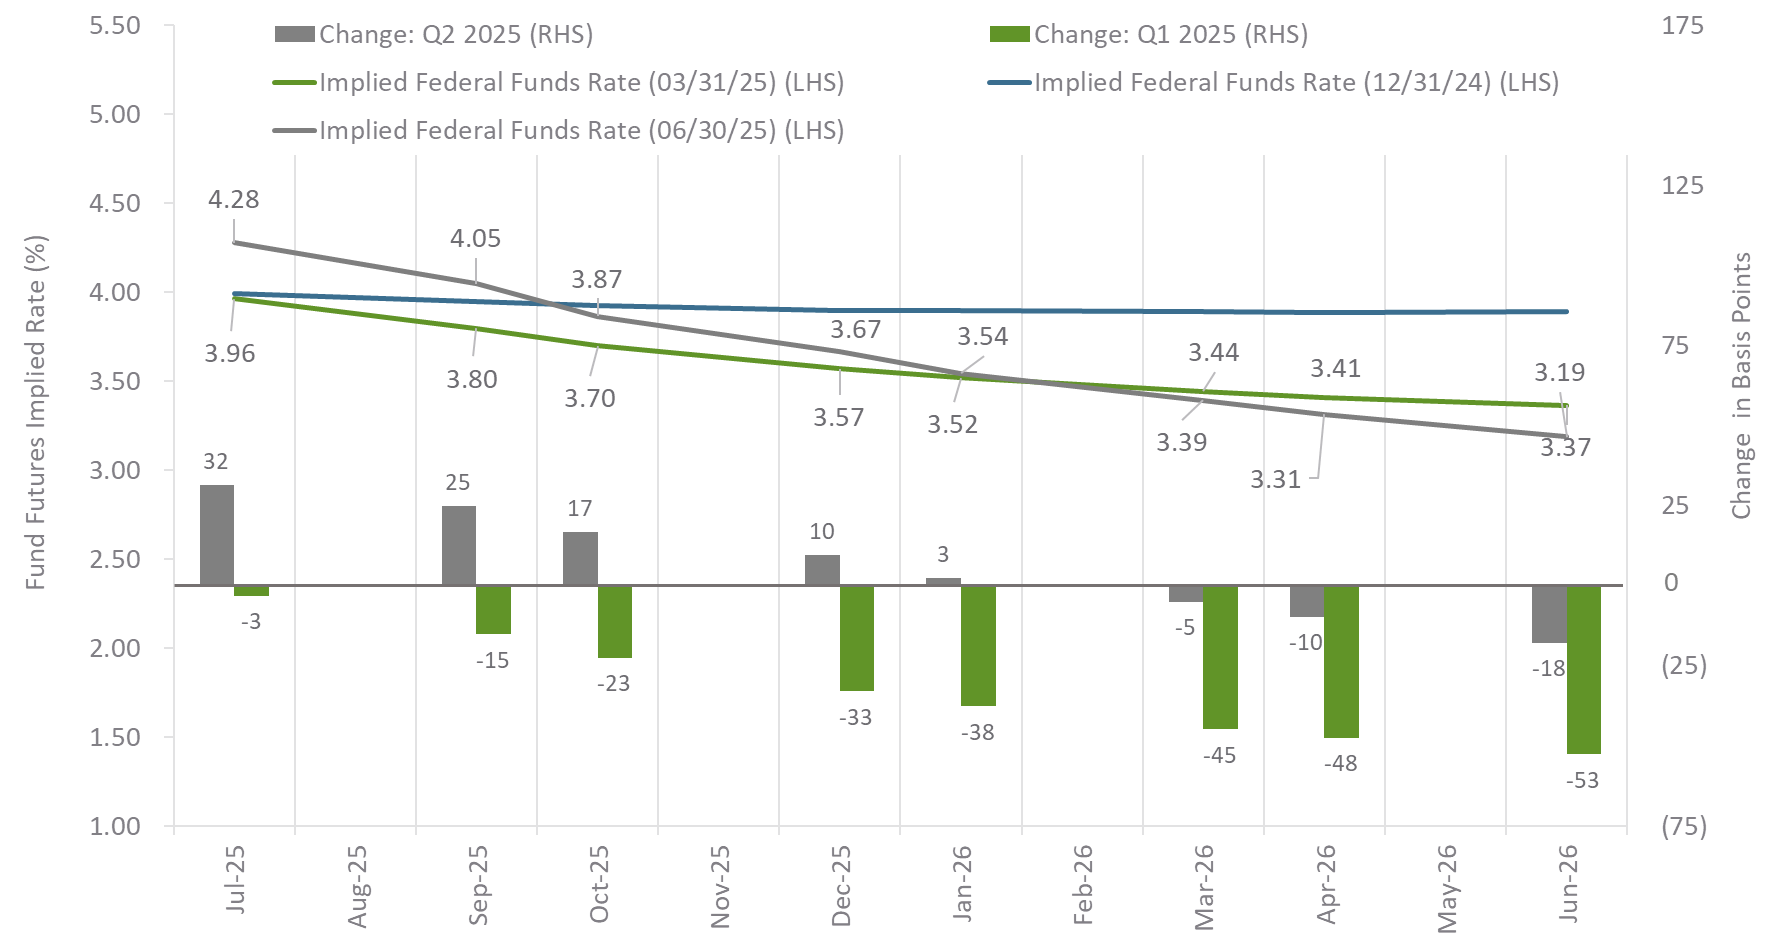 Change: Q2 2025 (RHS)
Change: Q1 2025 (RHS)
Implied Federal Funds Rate (03/31/25) (LHS)
Implied Federal Funds Rate (12/31/24) (LHS)
Implied Federal Funds Rate (06/30/25) (LHS)
Fund Futures Implied Rate (%)
5.50
5.00
4.50
4.00
3.50
3.00
2.50
2.00
1.50
1.00
4.28
4.05
3.87
3.67
3.54
3.44
3.41
3.19
3.96
3.80
3.70
3.57
3.52
3.39
3.31
3.37
32
25
17
10
3
-5
-10
-18
-3
-15
-23
-33
-38
-45
-48
-53
175
125
75
25
0
(25)
(75)
Change in Basis Points
Jul-25
Aug-25
Sep-25
Oct-25
Nov-25
Dec-25
Jan-26
Feb-26
Mar-26
Apr-26
May-26
Jun-26